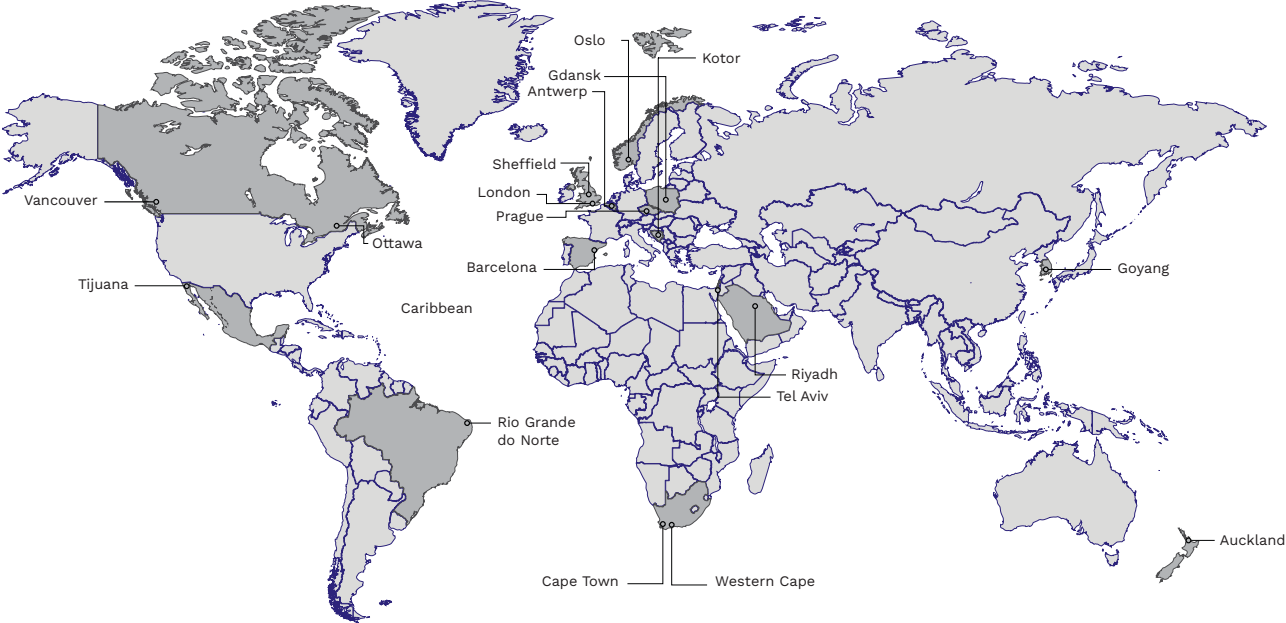 Oslo
Kotor
Gdansk
Antwerp
Sheffield
London
Vancouver
Prague
Ottawa
Barcelona
Goyang
Tijuana
Caribbean
Riyadh
Tel Aviv
Rio Grande
do Norte
Auckland
Cape Town
Western Cape